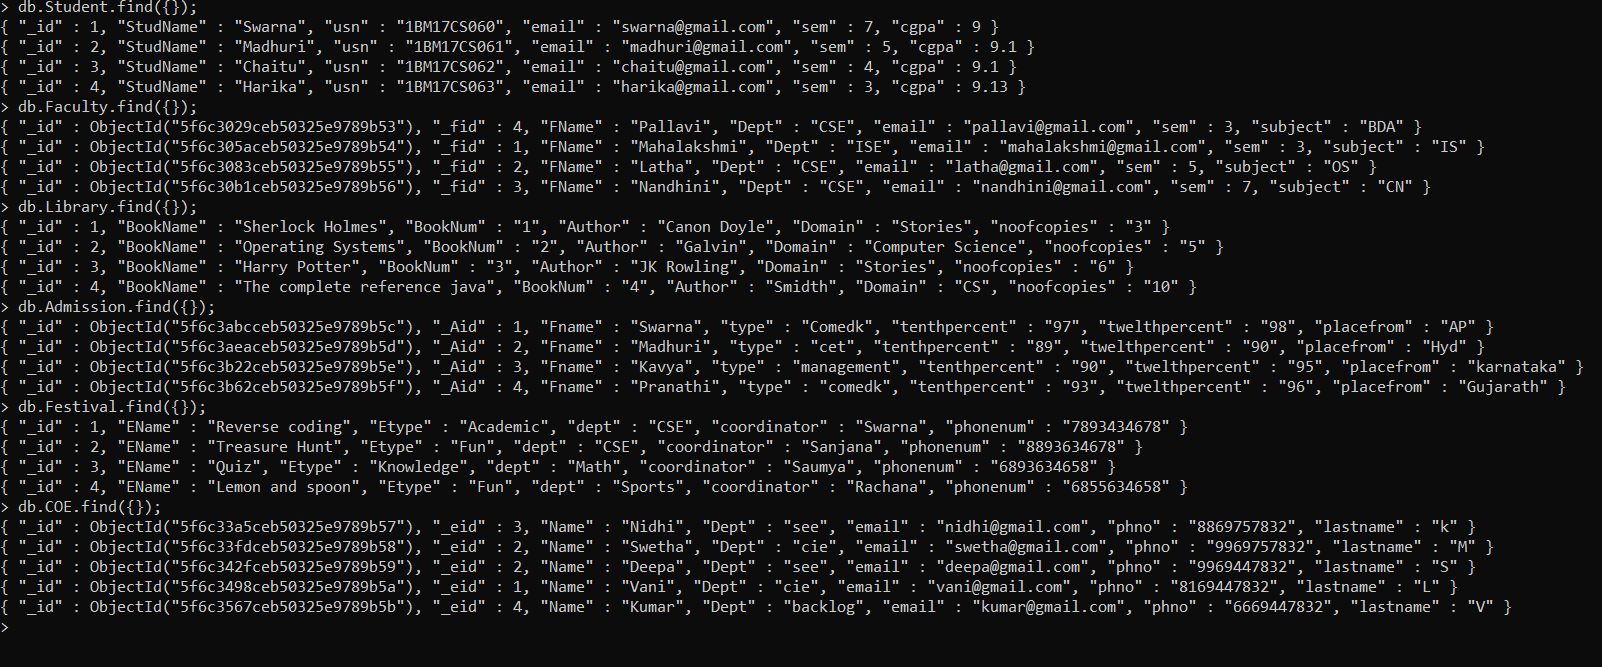 > db.Student.find({});
{ "_id" : 1, "StudName" : "Swarna", "usn" : "1BM17CS060", "email" : "swarna@gmail.com", "sem" : 7, "cgpa" : 9 }
{ "_id" : 2, "StudName" : "Madhuri", "usn" : "1BM17CS061", "email" : "madhuri@gmail.com", "sem" : 5, "cgpa" : 9.1 }
{ "_id" : 3, "StudName" : "Chaitu", "usn" : "1BM17CS062", "email" : "chaitu@gmail.com", "sem" : 4, "cgpa" : 9.1 }
{ "_id" : 4, "StudName" : "Harika", "usn" : "1BM17CS063", "email" : "harika@gmail.com", "sem" : 3, "cgpa" : 9.13 }
> db.Faculty.find({});
{ "_id" : ObjectId("5f6c3029ceb50325e9789b53"), "_fid" : 4, "FName" : "Pallavi", "Dept" : "CSE", "email" : "pallavi@gmail.com", "sem" : 3, "subject" : "BDA" }
{ "_id" : ObjectId("5f6c305aceb50325e9789b54"), "_fid" : 1, "FName" : "Mahalakshmi", "Dept" : "ISE", "email" : "mahalakshmi@gmail.com", "sem" : 3, "subject" : "IS" }
{ "_id" : ObjectId("5f6c3083ceb50325e9789b55"), "_fid" : 2, "FName" : "Latha", "Dept" : "CSE", "email" : "latha@gmail.com", "sem" : 5, "subject" : "OS" }
{ "_id" : ObjectId("5f6c30b1ceb50325e9789b56"), "_fid" : 3, "FName" : "Nandhini", "Dept" : "CSE", "email" : "nandhini@gmail.com", "sem" : 7, "subject" : "CN" }
> db.Library.find({});
{ "_id" : 1, "BookName" : "Sherlock Holmes", "BookNum" : "1", "Author" : "Canon Doyle", "Domain" : "Stories", "noofcopies" : "3" }
{ "_id" : 2, "BookName" : "Operating Systems", "BookNum" : "2", "Author" : "Galvin", "Domain" : "Computer Science", "noofcopies" : "5" }
{ "_id" : 3, "BookName" : "Harry Potter", "BookNum" : "3", "Author" : "JK Rowling", "Domain" : "Stories", "noofcopies" : "6" }
{ "_id" : 4, "BookName" : "The complete reference java", "BookNum" : "4", "Author" : "Smidth", "Domain" : "CS", "noofcopies" : "10" }
> db.Admission.find({});
{ "_id" : ObjectId("5f6c3abcceb50325e9789b5c"), "_Aid" : 1, "Fname" : "Swarna", "type" : "Comedk", "tenthpercent" : "97", "twelthpercent" : "98", "placefrom" : "AP" }
{ "_id" : ObjectId("5f6c3aeaceb50325e9789b5d"), "_Aid" : 2, "Fname" : "Madhuri", "type" : "cet", "tenthpercent" : "89", "twelthpercent" : "90", "placefrom" : "Hyd" }
{ "_id" : ObjectId("5f6c3b22ceb50325e9789b5e"), "_Aid" : 3, "Fname" : "Kavya", "type" : "management", "tenthpercent" : "90", "twelthpercent" : "95", "placefrom" : "karnataka" }
{ "_id" : ObjectId("5f6c3b62ceb50325e9789b5f"), "_Aid" : 4, "Fname" : "Pranathi", "type" : "comedk", "tenthpercent" : "93", "twelthpercent" : "96", "placefrom" : "Gujarath" }
> db.Festival.find({});
{ "_id" : 1, "EName" : "Reverse coding", "Etype" : "Academic", "dept" : "CSE", "coordinator" : "Swarna", "phonenum" : "7893434678" }
{ "_id" : 2, "EName" : "Treasure Hunt", "Etype" : "Fun", "dept" : "CSE", "coordinator" : "Sanjana", "phonenum" : "8893634678" }
{ "_id" : 3, "EName" : "Quiz", "Etype" : "Knowledge", "dept" : "Math", "coordinator" : "Saumya", "phonenum" : "6893634658" }
{ "_id" : 4, "EName" : "Lemon and spoon", "Etype" : "Fun", "dept" : "Sports", "coordinator" : "Rachana", "phonenum" : "6855634658" }
> db.COE.find({});
{ "_id" : ObjectId("5f6c33a5ceb50325e9789b57"), "_eid" : 3, "Name" : "Nidhi", "Dept" : "see", "email" : "nidhi@gmail.com", "phno" : "8869757832", "lastname" : "k" }
{ "_id" : ObjectId("5f6c33fdceb50325e9789b58"), "_eid" : 2, "Name" : "Swetha", "Dept" : "cie", "email" : "swetha@gmail.com", "phno" : "9969757832", "lastname" : "M" }
{ "_id" : ObjectId("5f6c342fceb50325e9789b59"), "_eid" : 2, "Name" : "Deepa", "Dept" : "see", "email" : "deepa@gmail.com", "phno" : "9969447832", "lastname" : "S" }
{ "_id" : ObjectId("5f6c3498ceb50325e9789b5a"), "_eid" : 1, "Name" : "Vani", "Dept" : "cie", "email" : "vani@gmail.com", "phno" : "8169447832", "lastname" : "L" }
{ "_id" : ObjectId("5f6c3567ceb50325e9789b5b"), "_eid" : 4, "Name" : "Kumar", "Dept" : "backlog", "email" : "kumar@gmail.com", "phno" : "6669447832", "lastname" : "V" }
>